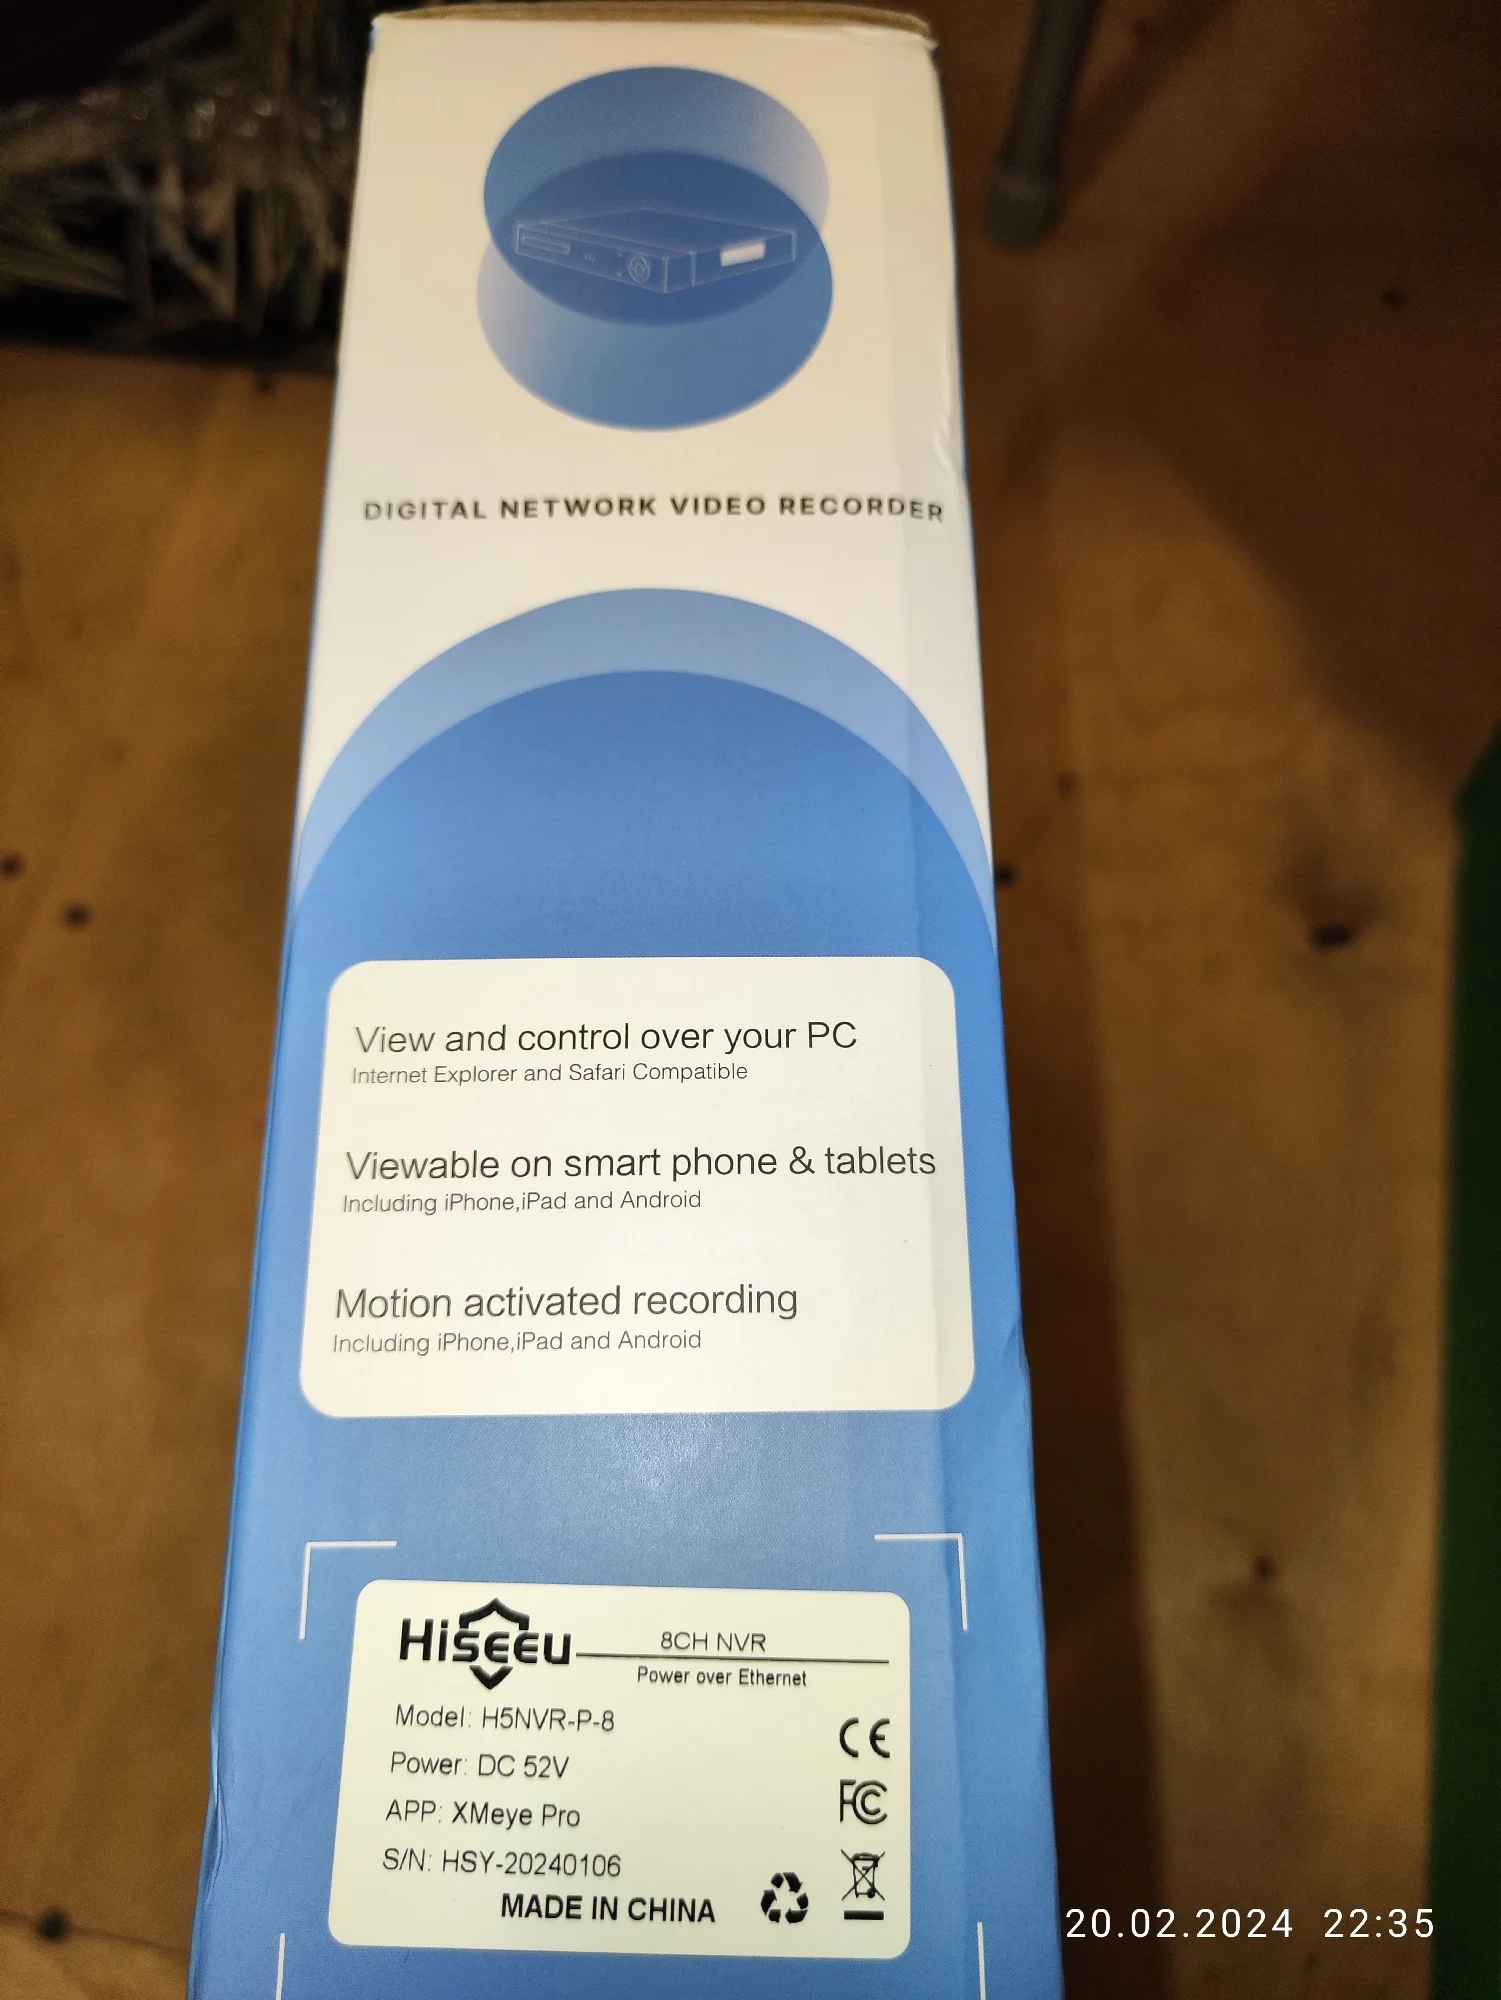 DIGITAL NETWORK VIDEO RECORDER
View and control over your PC
Internet Explorer and Safari Compatible
Viewable on smart phone & tablets
Including iPhone,iPad and Android
Motion activated recording
Including iPhone,iPad and Android
HiSEEU
8CH NVR
Power over Ethernet
Model: H5NVR-P-8
Power: DC 52V
APP: XMeye Pro
S/N: HSY-20240106
MADE IN CHINA
CE
FC
20.02.2024 22:35